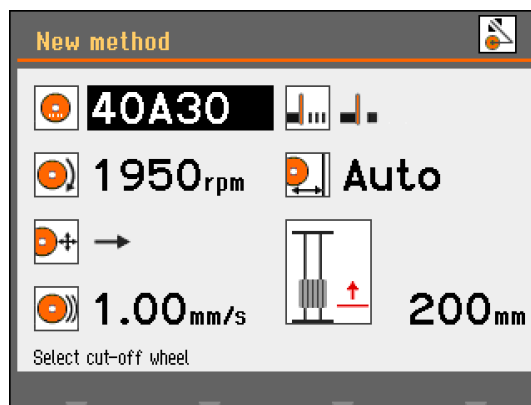 New method
40A30
1950rpm Auto
1.00mm/s 200mm
Select cut-off wheel